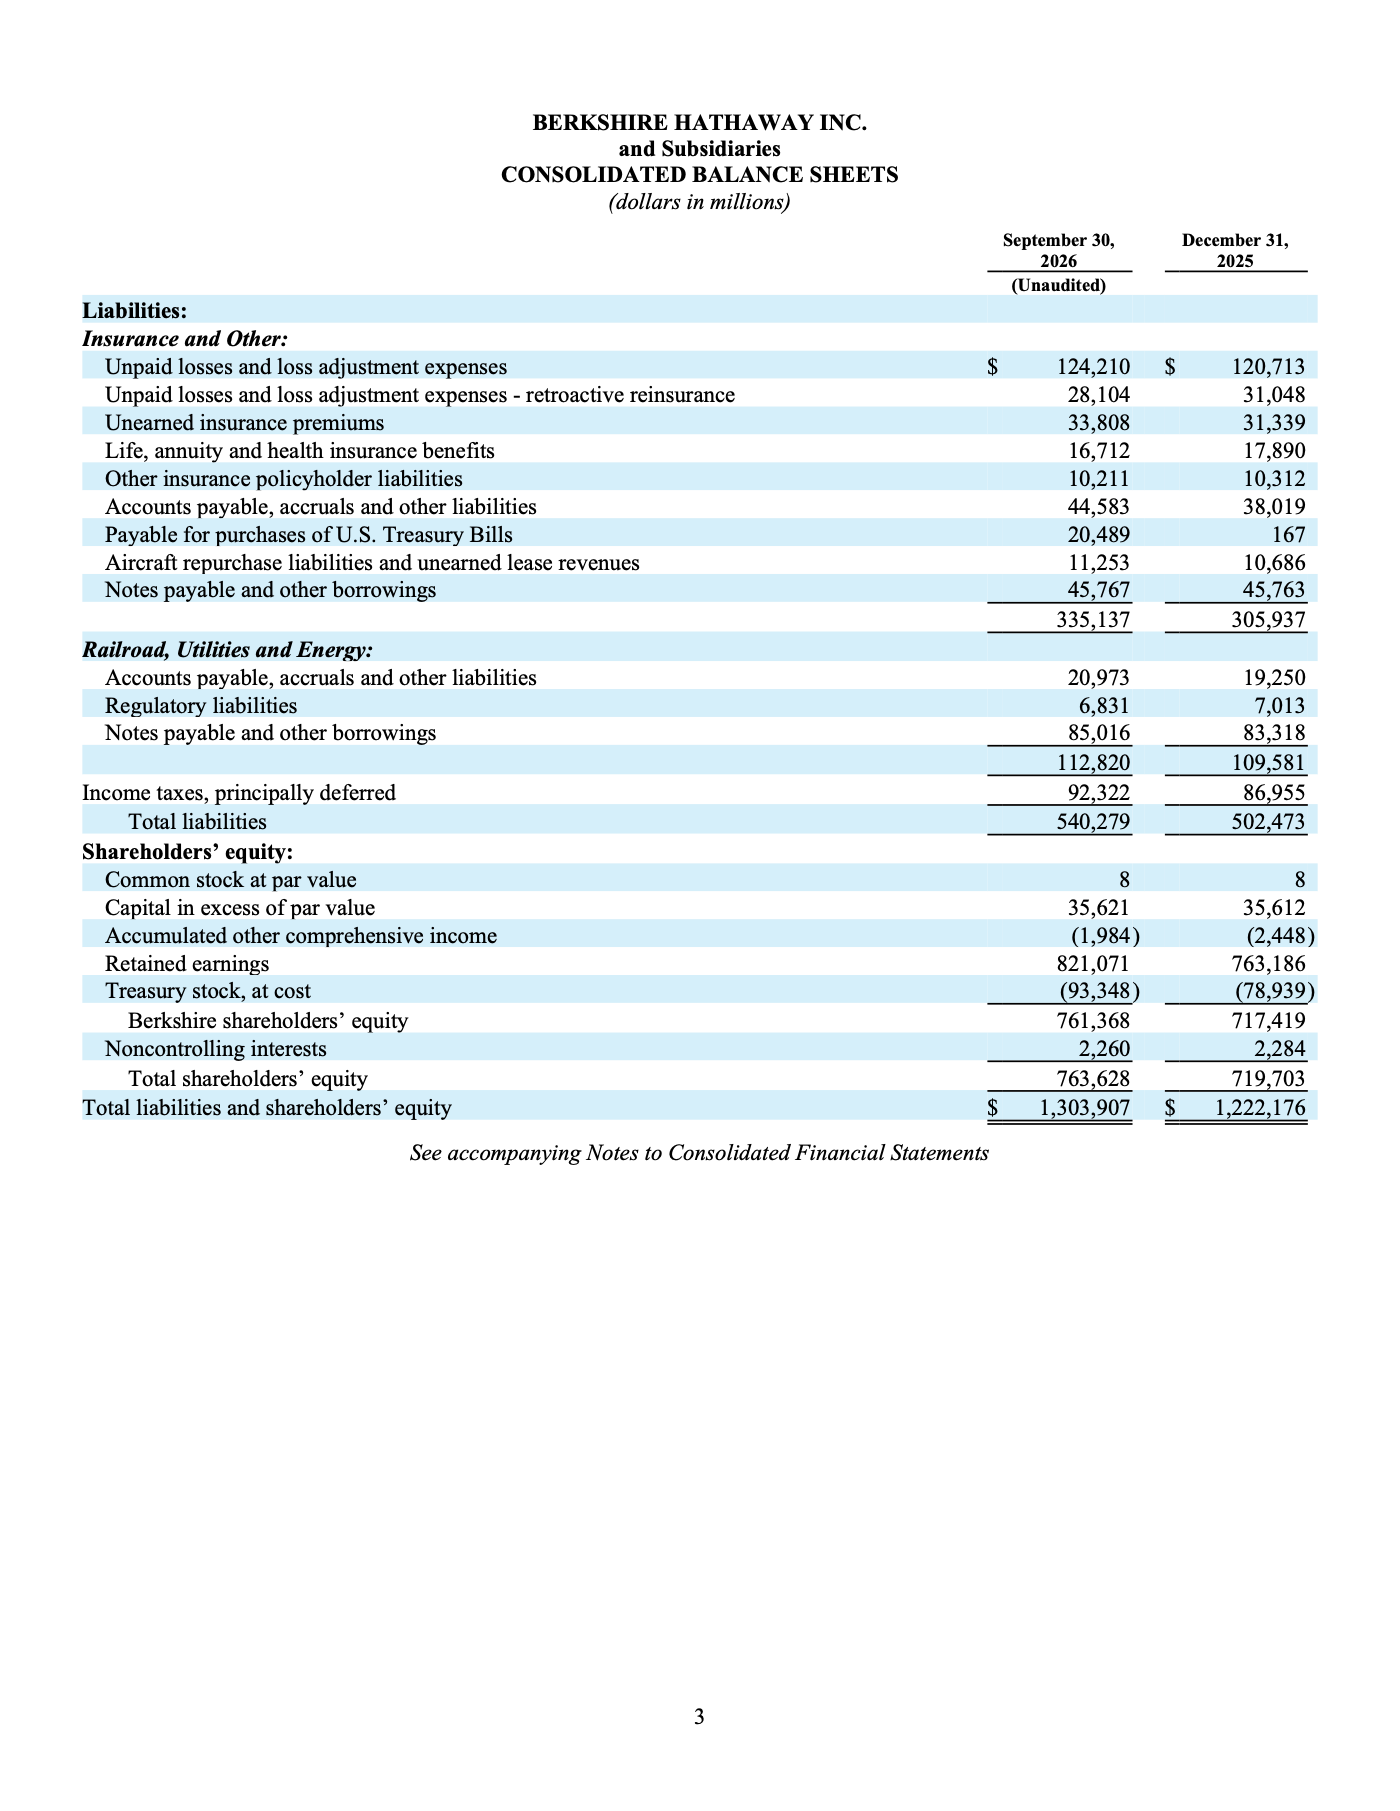 BERKSHIRE HATHAWAY INC.
and Subsidiaries
CONSOLIDATED BALANCE SHEETS
(dollars in millions)
September 30, 2026 December 31, 2025
(Unaudited)
Liabilities:
Insurance and Other:
Unpaid losses and loss adjustment expenses $ 124,210 $ 120,713
Unpaid losses and loss adjustment expenses - retroactive reinsurance 28,104 31,048
Unearned insurance premiums 33,808 31,339
Life, annuity and health insurance benefits 16,712 17,890
Other insurance policyholder liabilities 10,211 10,312
Accounts payable, accruals and other liabilities 44,583 38,019
Payable for purchases of U.S. Treasury Bills 20,489 167
Aircraft repurchase liabilities and unearned lease revenues 11,253 10,686
Notes payable and other borrowings 45,767 45,763
335,137 305,937
Railroad, Utilities and Energy:
Accounts payable, accruals and other liabilities 20,973 19,250
Regulatory liabilities 6,831 7,013
Notes payable and other borrowings 85,016 83,318
112,820 109,581
Income taxes, principally deferred 92,322 86,955
Total liabilities 540,279 502,473
Shareholders’ equity:
Common stock at par value 8 8
Capital in excess of par value 35,621 35,612
Accumulated other comprehensive income (1,984) (2,448)
Retained earnings 821,071 763,186
Treasury stock, at cost (93,348) (78,939)
Berkshire shareholders’ equity 761,368 717,419
Noncontrolling interests 2,260 2,284
Total shareholders’ equity 763,628 719,703
Total liabilities and shareholders’ equity $ 1,303,907 $ 1,222,176
See accompanying Notes to Consolidated Financial Statements
3